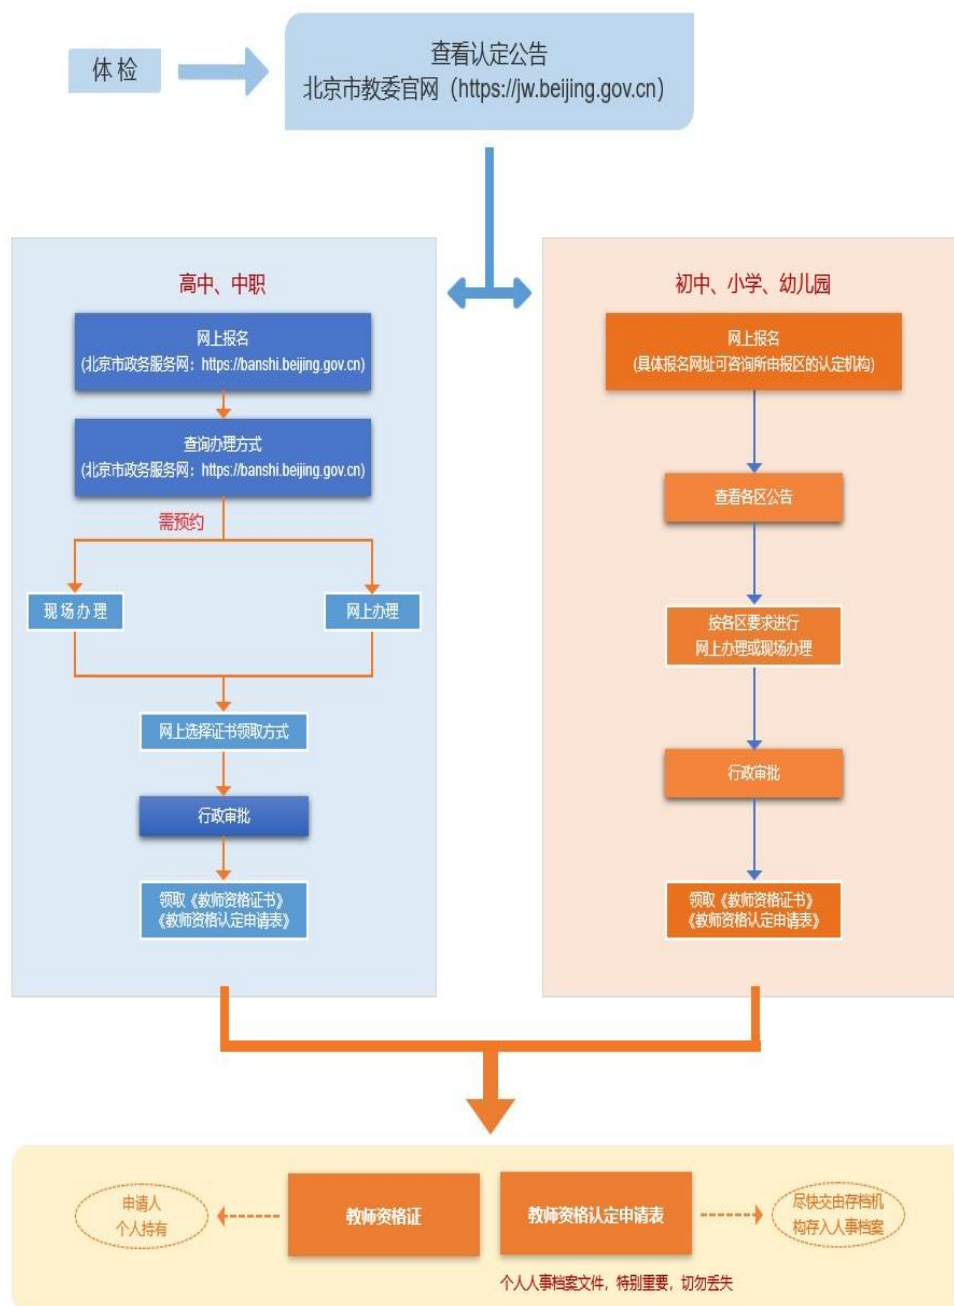 体 检
查看认定公告
北京市教委官网（https://jw.beijing.gov.cn）
高中、中职
网上报名
(北京市政务服务网：https://banshi.beijing.gov.cn)
查询办理方式
(北京市政务服务网：https://banshi.beijing.gov.cn)
需预约
现 场 办 理
网上办理
网上选择证书领取方式
行政审批
领取《教师资格证书》
《教师资格认定申请表》
初中、小学、幼儿园
网上报名
(具体报名网址可咨询所申报区的认定机构)
查看各区公告
按各区要求进行
网上办理或现场办理
行政审批
领取《教师资格证书》
《教师资格认定申请表》
申请人
个人持有
教师资格证
教师资格认定申请表
尽快交由存档机
构存入人事档案
个人人事档案文件，特别重要，切勿丢失